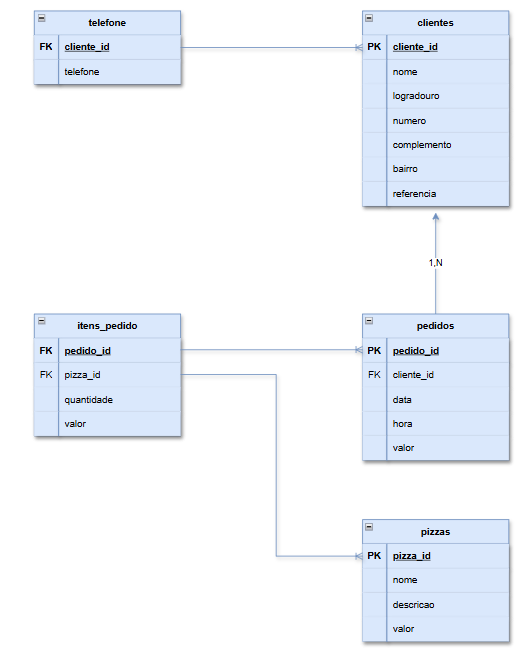 telefone
FK cliente_id
telefone
clientes
PK cliente_id
nome
logradouro
numero
complemento
bairro
referencia
1,N
itens_pedido
FK pedido_id
FK pizza_id
quantidade
valor
pedidos
PK pedido_id
FK cliente_id
data
hora
valor
pizzas
PK pizza_id
nome
descricao
valor